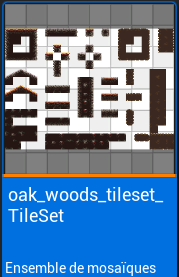 oak_woods_tileset_
TileSet
Ensemble de mosaïques